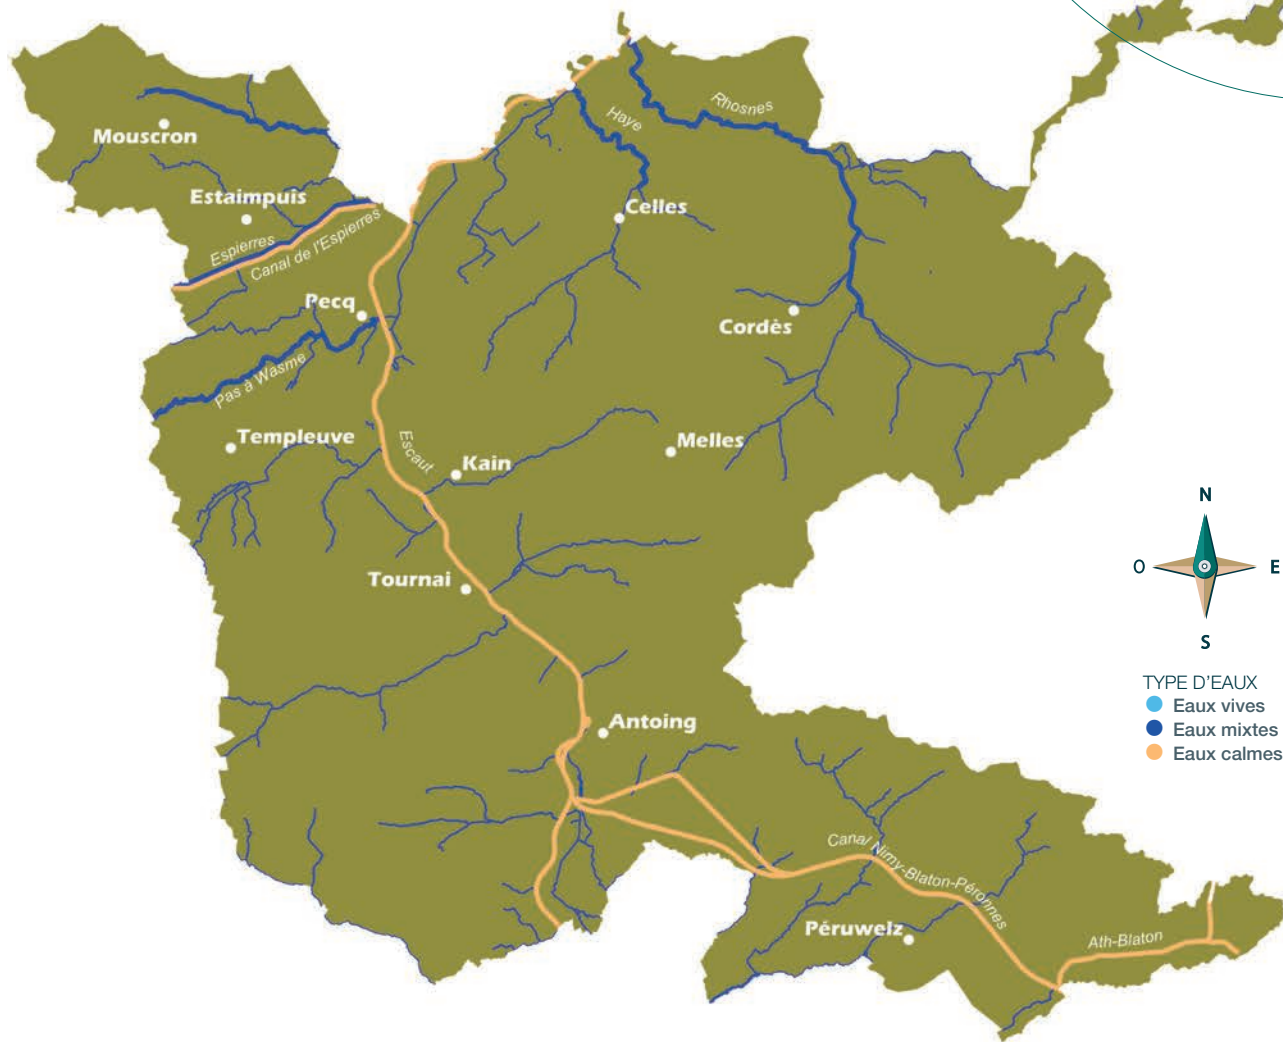 Rhosnes
Haye
Mouscron
Estaimpuis
Celles
Espierres
Canal de l'Espierres
Pecq
Cordès
Pas à Wasme
Templeuve
Escaut
Kain
Melles
N
O
E
S
Tournai
TYPE D'EAUX
Eaux vives
Eaux mixtes
Eaux calmes
Antoing
Canal Nimy-Blaton-Péronnes
Péruwelz
Ath-Blaton